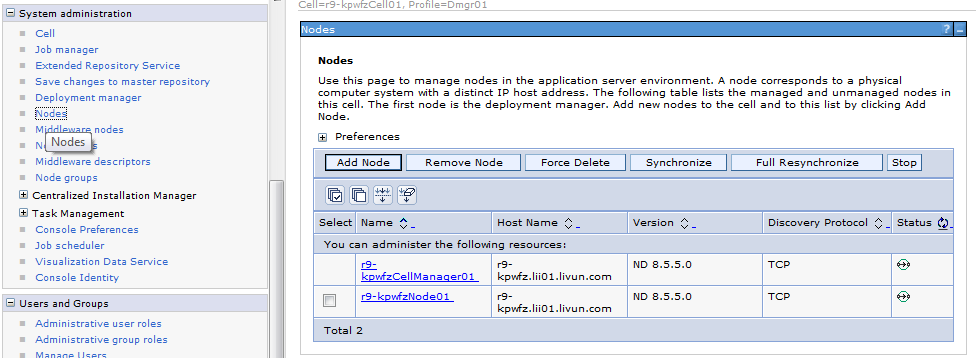 Cell=r9-kpwfzCell01, Profile=Dmgr01
System administration
Cell
Job manager
Extended Repository Service
Save changes to master repository
Deployment manager
Nodes
Middleware nodes
Nodes
Middleware descriptors
Node groups
Centralized Installation Manager
Task Management
Console Preferences
Job scheduler
Visualization Data Service
Console Identity
Users and Groups
Administrative user roles
Administrative group roles
Manage Users
Nodes
?
Nodes
Use this page to manage nodes in the application server environment. A node corresponds to a physical
computer system with a distinct IP host address. The following table lists the managed and unmanaged nodes in
this cell. The first node is the deployment manager. Add new nodes to the cell and to this list by clicking Add
Node.
Preferences
Add Node Remove Node Force Delete Synchronize Full Resynchronize Stop
Select Name Host Name Version Discovery Protocol Status
You can administer the following resources:
r9- r9- ND 8.5.5.0 TCP
kpwfzCellManager01 kpwfz.lii01.livun.com
r9-kpwfzNode01 r9- ND 8.5.5.0 TCP
kpwfz.lii01.livun.com
Total 2